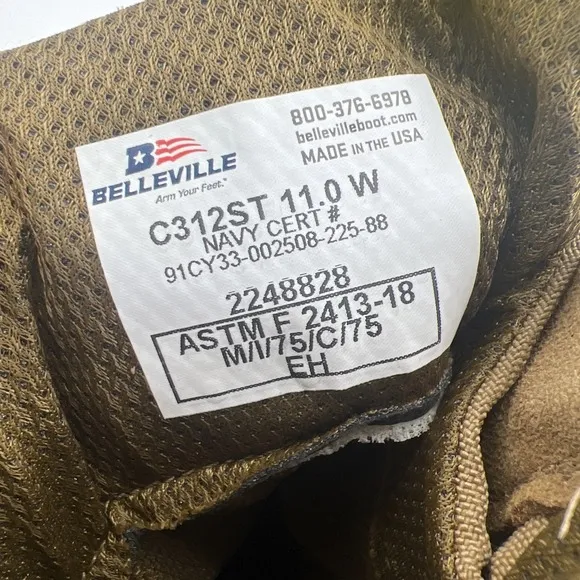 B
BELLEVILLE
Arm Your Feet.™
800-376-6978
bellevilleboot.com
MADE IN THE USA
C312ST 11.0 W
NAVY CERT #
91CY33-002508-225-88
2248828
ASTM F 2413-18
M/I/75/C/75
EH